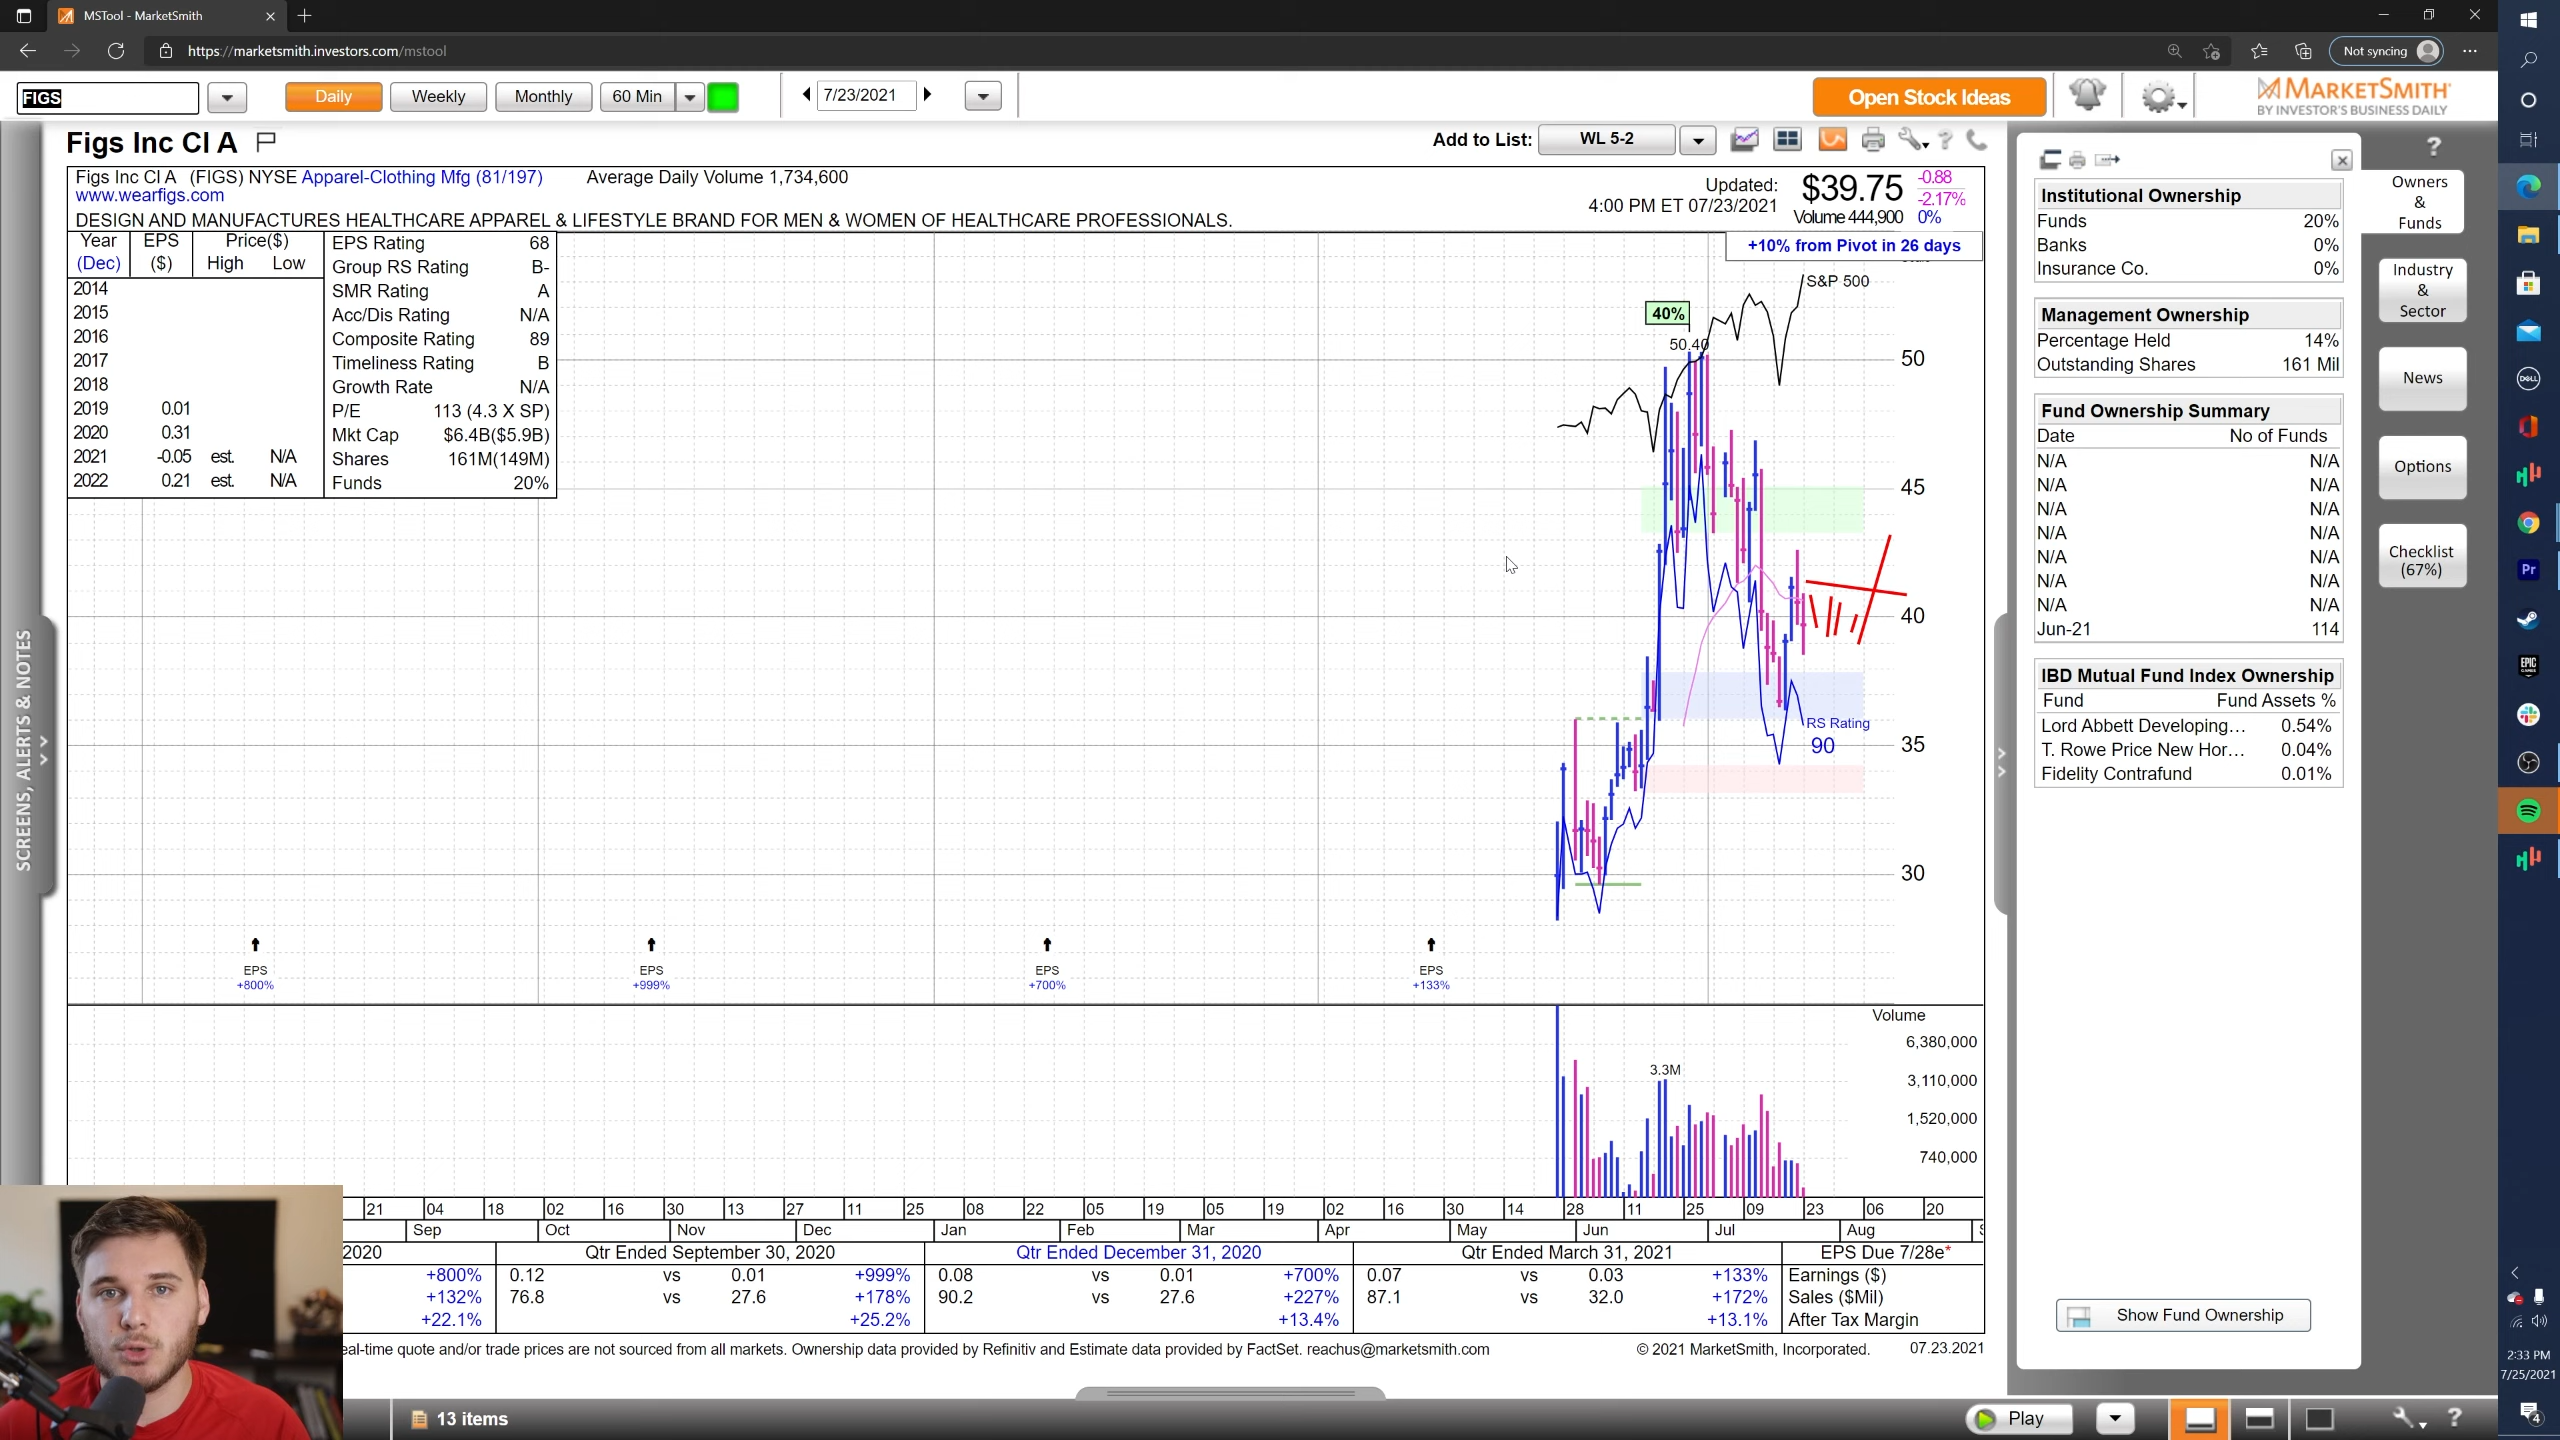 MSTool - MarketSmith
https://marketsmith.investors.com/mstool
Not syncing
FIGS
Daily
Weekly
Monthly
60 Min
7/23/2021
Open Stock Ideas
MARKETSMITH
BY INVESTOR'S BUSINESS DAILY
Figs Inc Cl A
Add to List:
WL 5-2
Figs Inc Cl A (FIGS) NYSE Apparel-Clothing Mfg (81/197) Average Daily Volume 1,734,600
www.wearfigs.com
DESIGN AND MANUFACTURES HEALTHCARE APPAREL & LIFESTYLE BRAND FOR MEN & WOMEN OF HEALTHCARE PROFESSIONALS.
Updated:
4:00 PM ET 07/23/2021
$39.75
-0.88
-2.17%
Volume 444,900 0%
+10% from Pivot in 26 days
Year EPS Price($)
(Dec) ($) High Low
2014
2015
2016
2017
2018
2019 0.01
2020 0.31
2021 -0.05 est. N/A
2022 0.21 est. N/A
EPS Rating 68
Group RS Rating B-
SMR Rating A
Acc/Dis Rating N/A
Composite Rating 89
Timeliness Rating B
Growth Rate N/A
P/E 113 (4.3 X SP)
Mkt Cap $6.4B($5.9B)
Shares 161M(149M)
Funds 20%
S&P 500
40%
50.40
50
45
40
35
30
RS Rating
90
EPS
+800%
EPS
+999%
EPS
+700%
EPS
+133%
Volume
6,380,000
3.3M
3,110,000
1,520,000
740,000
21 04 18 02 16 30 13 27 11 25 08 22 05 19 05 19 02 16 30 14 28 11 25 09 23 06 20
Sep Oct Nov Dec Jan Feb Mar Apr May Jun Jul Aug
2020 Qtr Ended September 30, 2020 Qtr Ended December 31, 2020 Qtr Ended March 31, 2021 EPS Due 7/28e*
+800% 0.12 vs 0.01 +999% 0.08 vs 0.01 +700% 0.07 vs 0.03 +133% Earnings ($)
+132% 76.8 vs 27.6 +178% 90.2 vs 27.6 +227% 87.1 vs 32.0 +172% Sales ($Mil)
+22.1% +25.2% +13.4% +13.1% After Tax Margin
eal-time quote and/or trade prices are not sourced from all markets. Ownership data provided by Refinitiv and Estimate data provided by FactSet. reachus@marketsmith.com © 2021 MarketSmith, Incorporated. 07.23.2021
13 items
Play
SCREENS, ALERTS & NOTES
Institutional Ownership
Funds 20%
Banks 0%
Insurance Co. 0%
Management Ownership
Percentage Held 14%
Outstanding Shares 161 Mil
Fund Ownership Summary
Date No of Funds
N/A N/A
N/A N/A
N/A N/A
N/A N/A
N/A N/A
N/A N/A
N/A N/A
Jun-21 114
IBD Mutual Fund Index Ownership
Fund Fund Assets %
Lord Abbett Developing... 0.54%
T. Rowe Price New Hor... 0.04%
Fidelity Contrafund 0.01%
Show Fund Ownership
Owners
&
Funds
Industry
&
Sector
News
Options
Checklist
(67%)
DELL
Pr
EPIC
GAMES
2:33 PM
7/25/2021
4